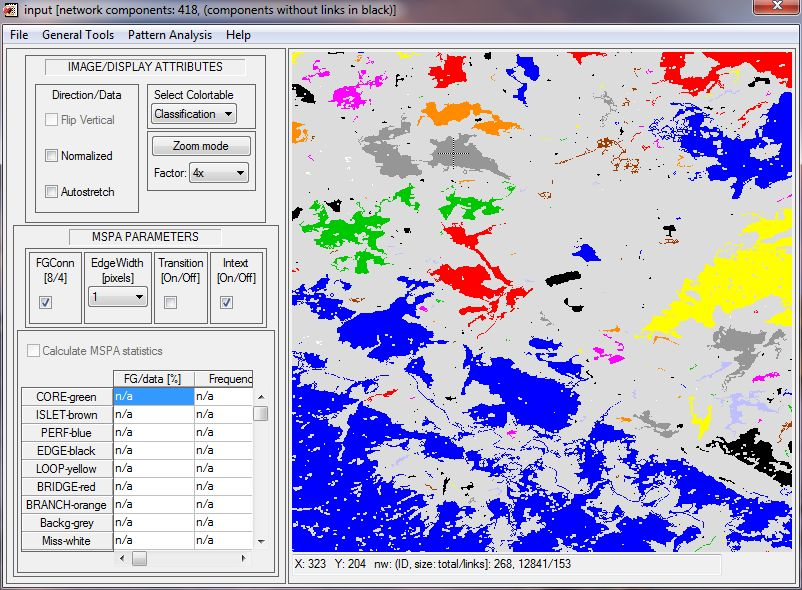 input [network components: 418, (components without links in black)]
File General Tools Pattern Analysis Help
IMAGE/DISPLAY ATTRIBUTES
Direction/Data
Flip Vertical
Normalized
Autostretch
Select Colortable
Classification
Zoom mode
Factor: 4x
MSPA PARAMETERS
FGConn
[8/4]
EdgeWidth
[pixels]
1
Transition
[On/Off]
Intext
[On/Off]
Calculate MSPA statistics
FG/data [%] Frequenc
CORE-green n/a n/a
ISLET-brown n/a n/a
PERF-blue n/a n/a
EDGE-black n/a n/a
LOOP-yellow n/a n/a
BRIDGE-red n/a n/a
BRANCH-orange n/a n/a
Backg-grey n/a n/a
Miss-white n/a n/a
X: 323 Y: 204 nw: (ID, size: total/links]: 268, 12841/153